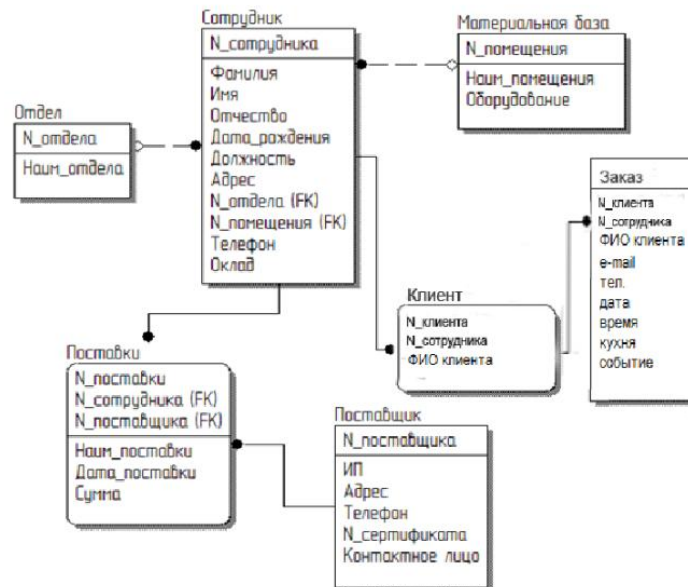 Сотрудник
N_сотрудника
Фамилия
Имя
Отчество
Дата_рождения
Должность
Адрес
N_отдела (FK)
N_помещения (FK)
Телефон
Оклад
Материальная база
N_помещения
Наим_помещения
Оборудование
Отдел
N_отдела
Наим_отдела
Заказ
N_клиента
N_сотрудника
ФИО клиента
e-mail
тел.
дата
время
кухня
событие
Клиент
N_клиента
N_сотрудника
ФИО клиента
Поставки
N_поставки
N_сотрудника (FK)
N_поставщика (FK)
Наим_поставки
Дата_поставки
Сумма
Поставщик
N_поставщика
ИП
Адрес
Телефон
N_сертификата
Контактное лицо